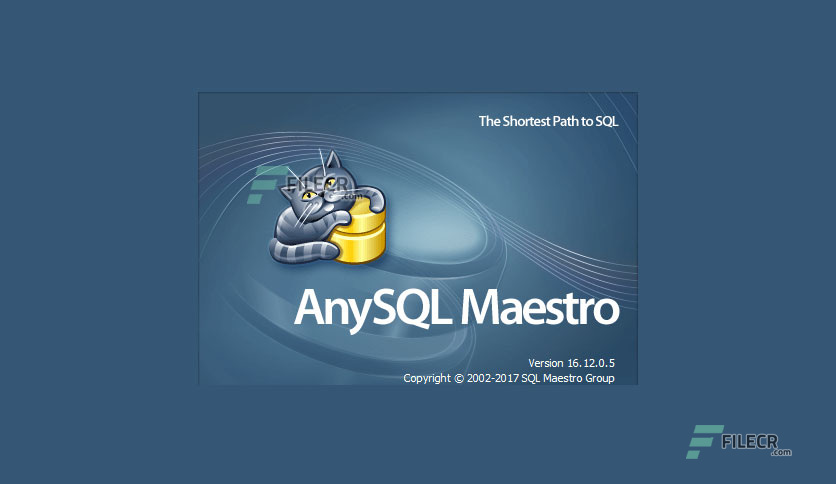 The Shortest Path to SQL
FILECR
.com
AnySQL Maestro
Version 16.12.0.5
Copyright © 2002-2017 SQL Maestro Group
FILECR
.com